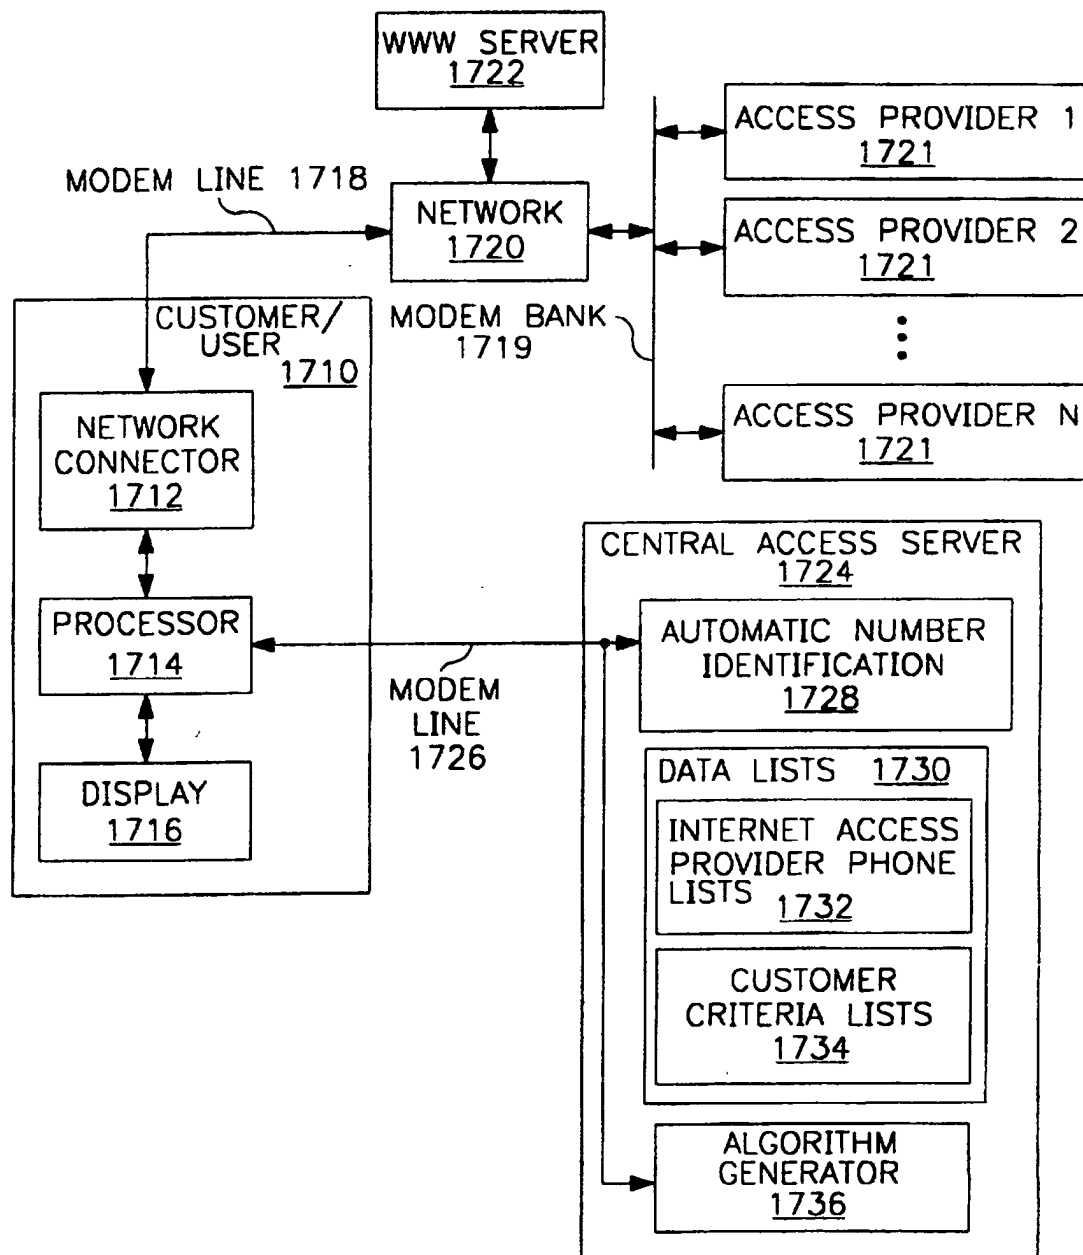 WWW SERVER
1722
MODEM LINE 1718
NETWORK
1720
ACCESS PROVIDER 1
1721
ACCESS PROVIDER 2
1721
MODEM BANK
1719
ACCESS PROVIDER N
1721
CUSTOMER/
USER 1710
NETWORK
CONNECTOR
1712
PROCESSOR
1714
DISPLAY
1716
MODEM
LINE
1726
CENTRAL ACCESS SERVER
1724
AUTOMATIC NUMBER
IDENTIFICATION
1728
DATA LISTS 1730
INTERNET ACCESS
PROVIDER PHONE
LISTS 1732
CUSTOMER
CRITERIA LISTS
1734
ALGORITHM
GENERATOR
1736